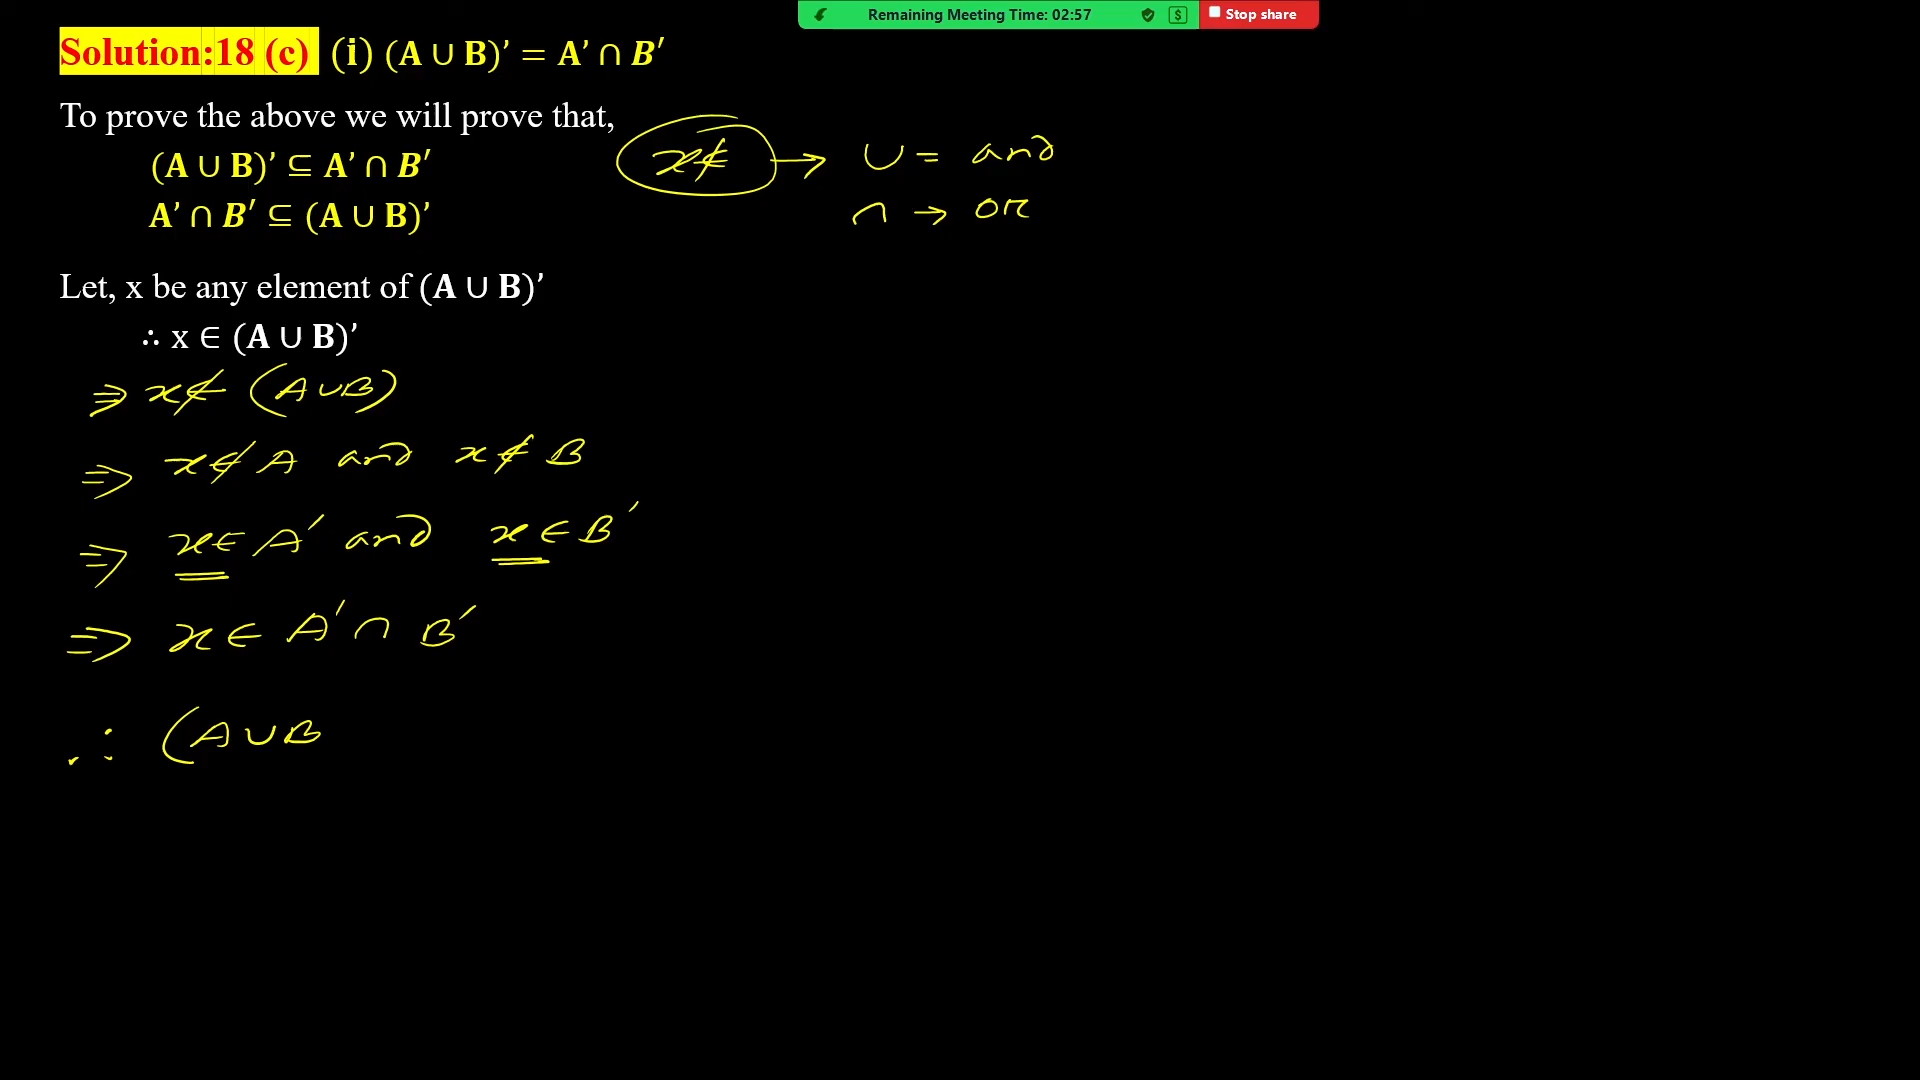 Remaining Meeting Time: 02:57 $ Stop share
Solution:18 (c) (i) (A ∪ B)’ = A’ ∩ B′
To prove the above we will prove that,
(A ∪ B)’ ⊆ A’ ∩ B′
A’ ∩ B′ ⊆ (A ∪ B)’
x∉ → ∪ = and
∩ → or
Let, x be any element of (A ∪ B)’
∴ x ∈ (A ∪ B)’
⇒ x∉ (A∪B)
⇒ x∉A and x∉B
⇒ x∈A′ and x∈B′
⇒ x∈ A′∩ B′
∴ (A∪B